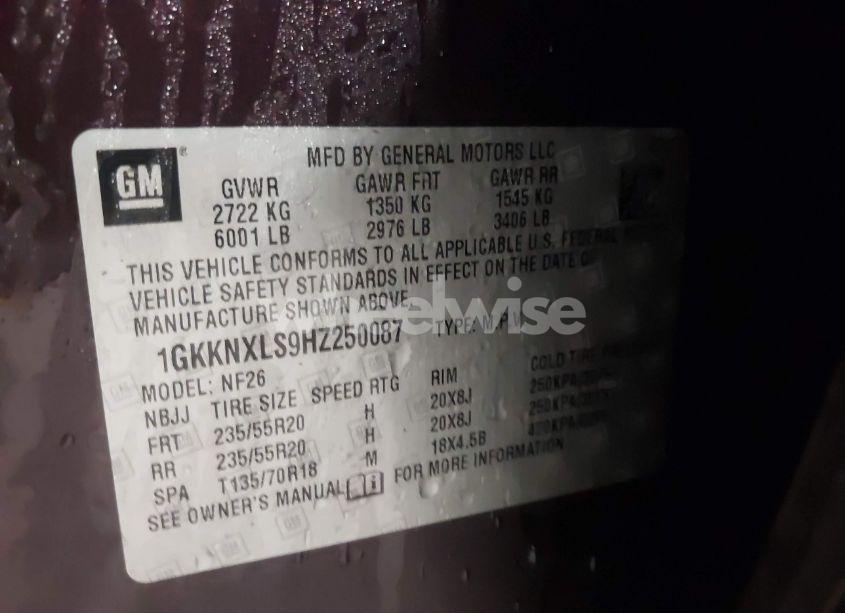 GM
MFD BY GENERAL MOTORS LLC
GVWR GAWR FRT GAWR RR
2722 KG 1350 KG 1545 KG
6001 LB 2976 LB 3406 LB
THIS VEHICLE CONFORMS TO ALL APPLICABLE U.S. FEDERAL
VEHICLE SAFETY STANDARDS IN EFFECT ON THE DATE OF
MANUFACTURE SHOWN ABOVE.
1GKKNXLS9HZ250087 TYPE: M.P.V.
MODEL: NF26
NBJJ TIRE SIZE SPEED RTG RIM COLD TIRE
FRT 235/55R20 H 20X8J
RR 235/55R20 H 20X8J
SPA T135/70R18 M 18X4.5B
SEE OWNER'S MANUAL FOR MORE INFORMATION